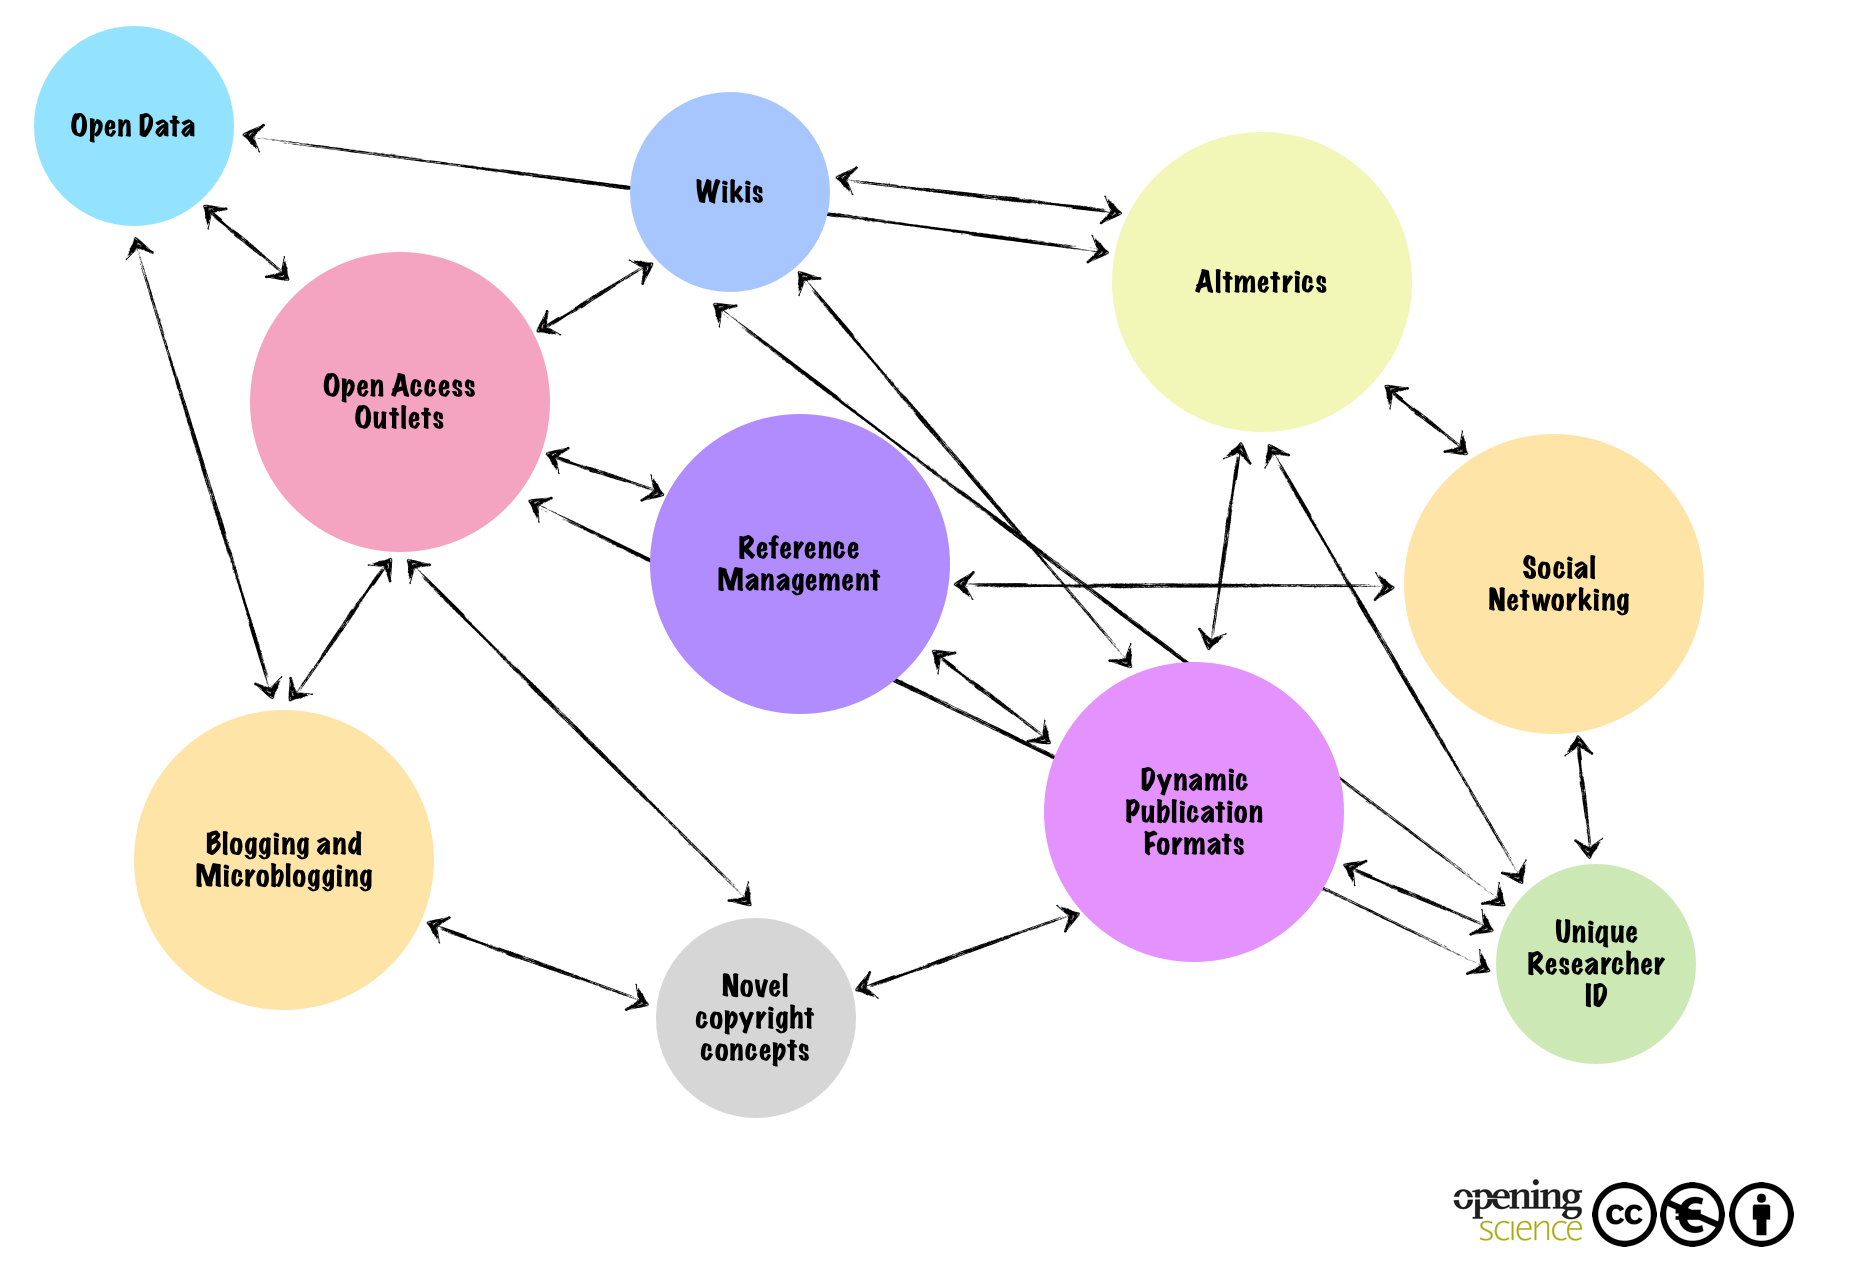 Open Data
Wikis
Altmetrics
Open Access
Outlets
Reference
Management
Social
Networking
Dynamic
Publication
Formats
Blogging and
Microblogging
Unique
Researcher
ID
Novel
copyright
concepts
opening
science
cc